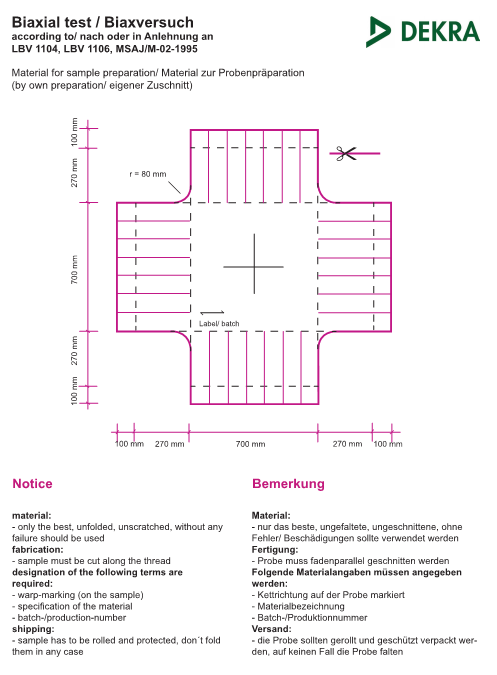 Biaxial test / Biaxversuch
according to/ nach oder in Anlehnung an
LBV 1104, LBV 1106, MSAJ/M-02-1995
DEKRA
Material for sample preparation/ Material zur Probenpräparation
(by own preparation/ eigener Zuschnitt)
100 mm
270 mm
r = 80 mm
700 mm
Label/ batch
270 mm
100 mm
100 mm
270 mm
700 mm
270 mm
100 mm
Notice
material:
- only the best, unfolded, unscratched, without any
failure should be used
fabrication:
- sample must be cut along the thread
designation of the following terms are
required:
- warp-marking (on the sample)
- specification of the material
- batch-/production-number
shipping:
- sample has to be rolled and protected, don´t fold
them in any case
Bemerkung
Material:
- nur das beste, ungefaltete, ungeschnittene, ohne
Fehler/ Beschädigungen sollte verwendet werden
Fertigung:
- Probe muss fadenparallel geschnitten werden
Folgende Materialangaben müssen angegeben
werden:
- Kettrichtung auf der Probe markiert
- Materialbezeichnung
- Batch-/Produktionnummer
Versand:
- die Probe sollten gerollt und geschützt verpackt wer-
den, auf keinen Fall die Probe falten